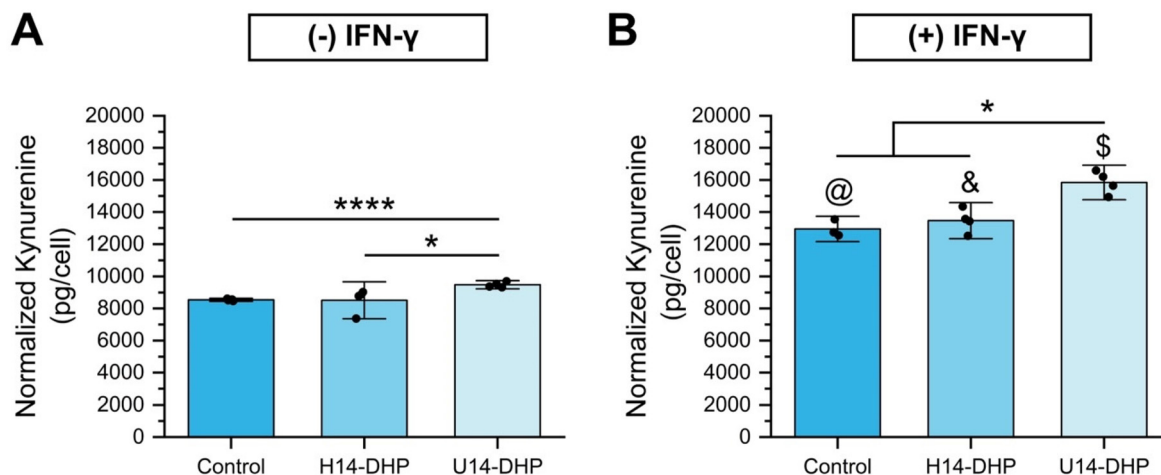 A
(-) IFN-γ
Normalized Kynurenine
(pg/cell)
20000
18000
16000
14000
12000
10000
8000
6000
4000
2000
0
****
*
Control
H14-DHP
U14-DHP
B
(+) IFN-γ
Normalized Kynurenine
(pg/cell)
20000
18000
16000
14000
12000
10000
8000
6000
4000
2000
0
*
@
&
$
Control
H14-DHP
U14-DHP